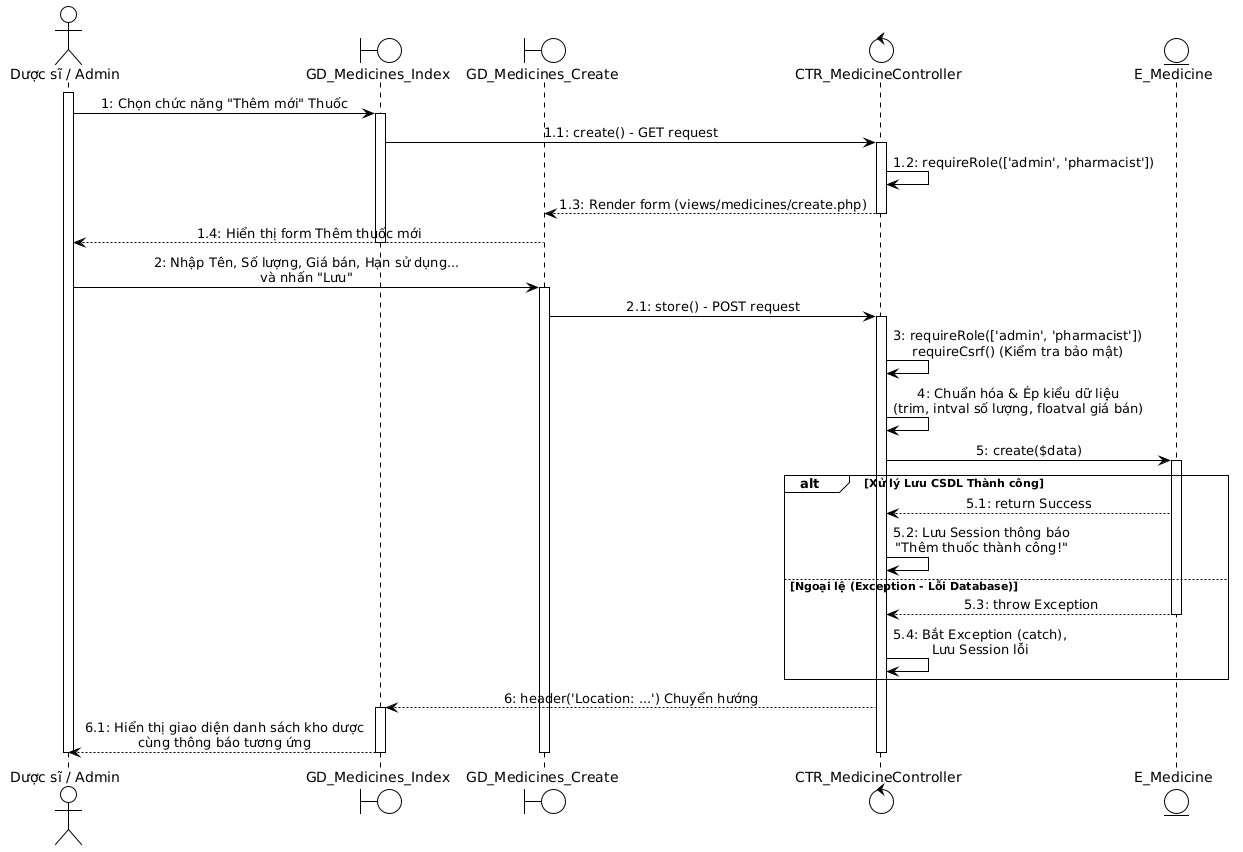 Dược sĩ / Admin
GD_Medicines_Index
GD_Medicines_Create
CTR_MedicineController
E_Medicine
1: Chọn chức năng "Thêm mới" Thuốc
1.1: create() - GET request
1.2: requireRole(['admin', 'pharmacist'])
1.3: Render form (views/medicines/create.php)
1.4: Hiển thị form Thêm thuốc mới
2: Nhập Tên, Số lượng, Giá bán, Hạn sử dụng...
và nhấn "Lưu"
2.1: store() - POST request
3: requireRole(['admin', 'pharmacist'])
requireCsrf() (Kiểm tra bảo mật)
4: Chuẩn hóa & Ép kiểu dữ liệu
(trim, intval số lượng, floatval giá bán)
5: create($data)
alt
[Xử lý Lưu CSDL Thành công]
5.1: return Success
5.2: Lưu Session thông báo
"Thêm thuốc thành công!"
[Ngoại lệ (Exception - Lỗi Database)]
5.3: throw Exception
5.4: Bắt Exception (catch),
Lưu Session lỗi
6: header('Location: ...') Chuyển hướng
6.1: Hiển thị giao diện danh sách kho dược
cùng thông báo tương ứng
Dược sĩ / Admin
GD_Medicines_Index
GD_Medicines_Create
CTR_MedicineController
E_Medicine